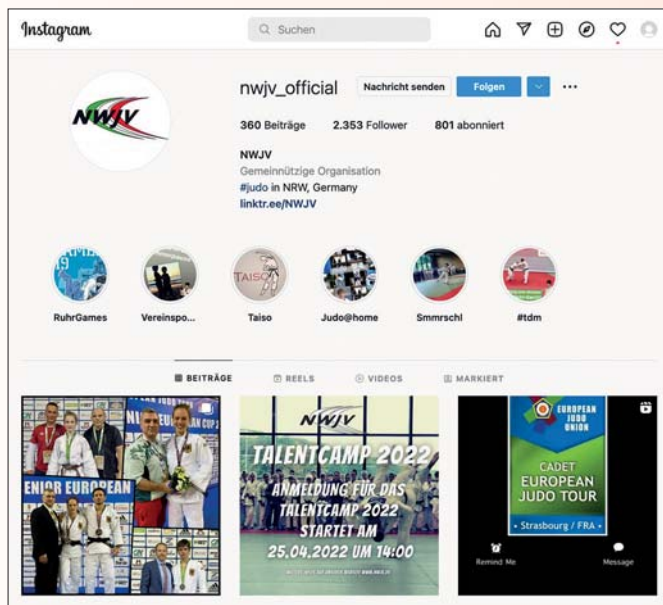 Instagram
Suchen
NWJV
nwjv_official
Nachricht senden
Folgen
360 Beiträge 2.353 Follower 801 abonniert
NWJV
Gemeinnützige Organisation
#judo in NRW, Germany
linktr.ee/NWJV
19
TAISO
RuhrGames
Vereinspo...
Taiso
Judo@home
Smmrschl
#tdm
BEITRÄGE
REELS
VIDEOS
MARKIERT
ENIOR EUROPEAN
NWJV
TALENTCAMP 2022
ANMELDUNG FÜR DAS
TALENTCAMP 2022
STARTET AM
25.04.2022 UM 14:00
EUROPEAN
JUDO
UNION
CADET
EUROPEAN
JUDO TOUR
• Strasbourg / FRA •
Remind Me
Message